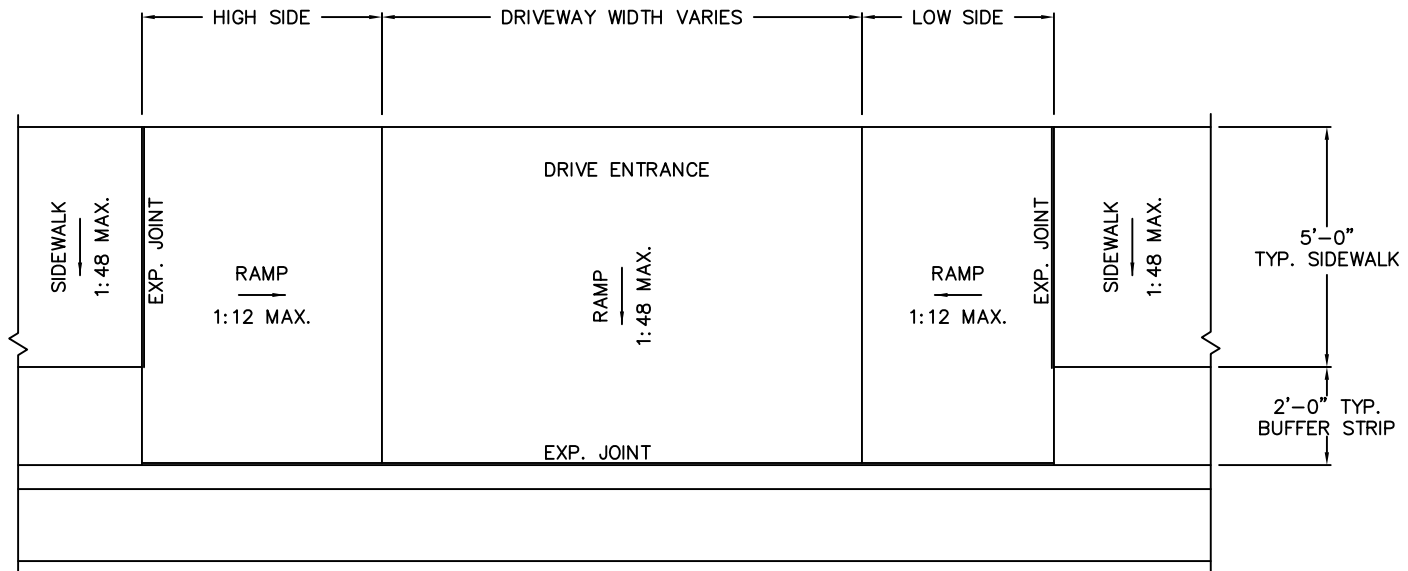 HIGH SIDE
DRIVEWAY WIDTH VARIES
LOW SIDE
DRIVE ENTRANCE
SIDEWALK
1:48 MAX.
EXP. JOINT
RAMP
1:12 MAX.
RAMP
1:48 MAX.
RAMP
1:12 MAX.
EXP. JOINT
SIDEWALK
1:48 MAX.
5'-0"
TYP. SIDEWALK
2'-0" TYP.
BUFFER STRIP
EXP. JOINT